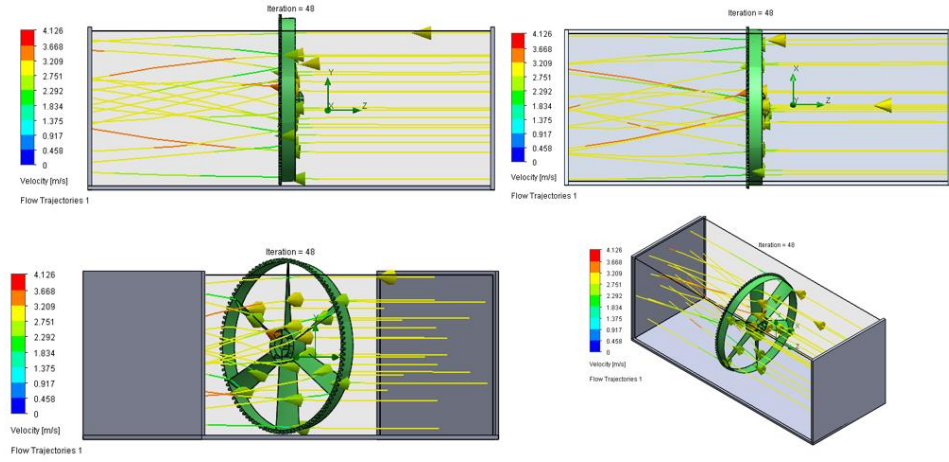 Iteration = 48
4.126
3.668
3.209
2.751
2.292
1.834
1.375
0.917
0.458
0
Velocity [m/s]
Flow Trajectories 1
Y
X
Z
Iteration = 48
4.126
3.668
3.209
2.751
2.292
1.834
1.375
0.917
0.458
0
Velocity [m/s]
Flow Trajectories 1
X
Y
Z
Iteration = 48
4.126
3.668
3.209
2.751
2.292
1.834
1.375
0.917
0.458
0
Velocity [m/s]
Flow Trajectories 1
Iteration = 48
4.126
3.668
3.209
2.751
2.292
1.834
1.375
0.917
0.458
0
Velocity [m/s]
Flow Trajectories 1